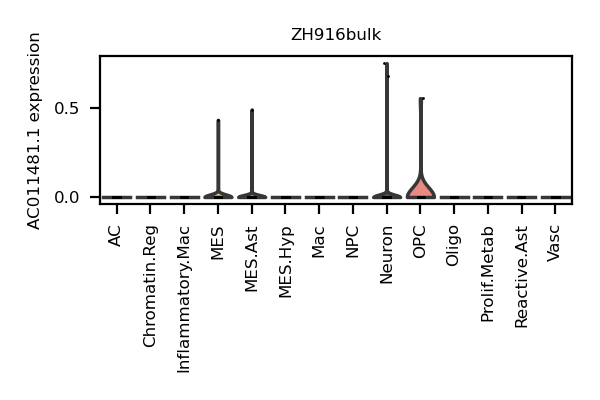 ZH916bulk
AC011481.1 expression
0.5
0.0
AC
Chromatin.Reg
Inflammatory.Mac
MES
MES.Ast
MES.Hyp
Mac
NPC
Neuron
OPC
Oligo
Prolif.Metab
Reactive.Ast
Vasc